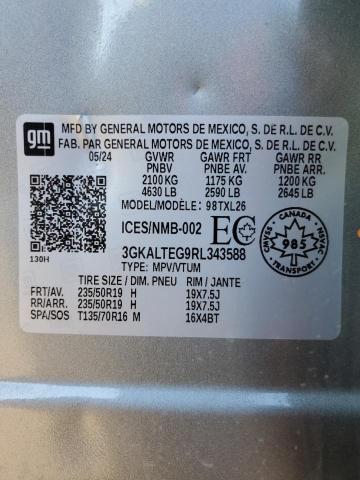 gm
MFD BY GENERAL MOTORS DE MEXICO, S. DE R.L. DE C.V.
FAB. PAR GENERAL MOTORS DE MEXICO, S. DE R.L. DE C.V.
05/24 GVWR GAWR FRT GAWR RR
PNBV PNBE AV. PNBE ARR.
2100 KG 1175 KG 1200 KG
4630 LB 2590 LB 2645 LB
MODEL/MODÈLE: 98TXL26
ICES/NMB-002 EC
3GKALTEG9RL343588
130H TYPE: MPV/VTUM
CANADA
985
TRANSPORT
TIRE SIZE / DIM. PNEU RIM / JANTE
FRT/AV. 235/50R19 H 19X7.5J
RR/ARR. 235/50R19 H 19X7.5J
SPA/SOS T135/70R16 M 16X4BT